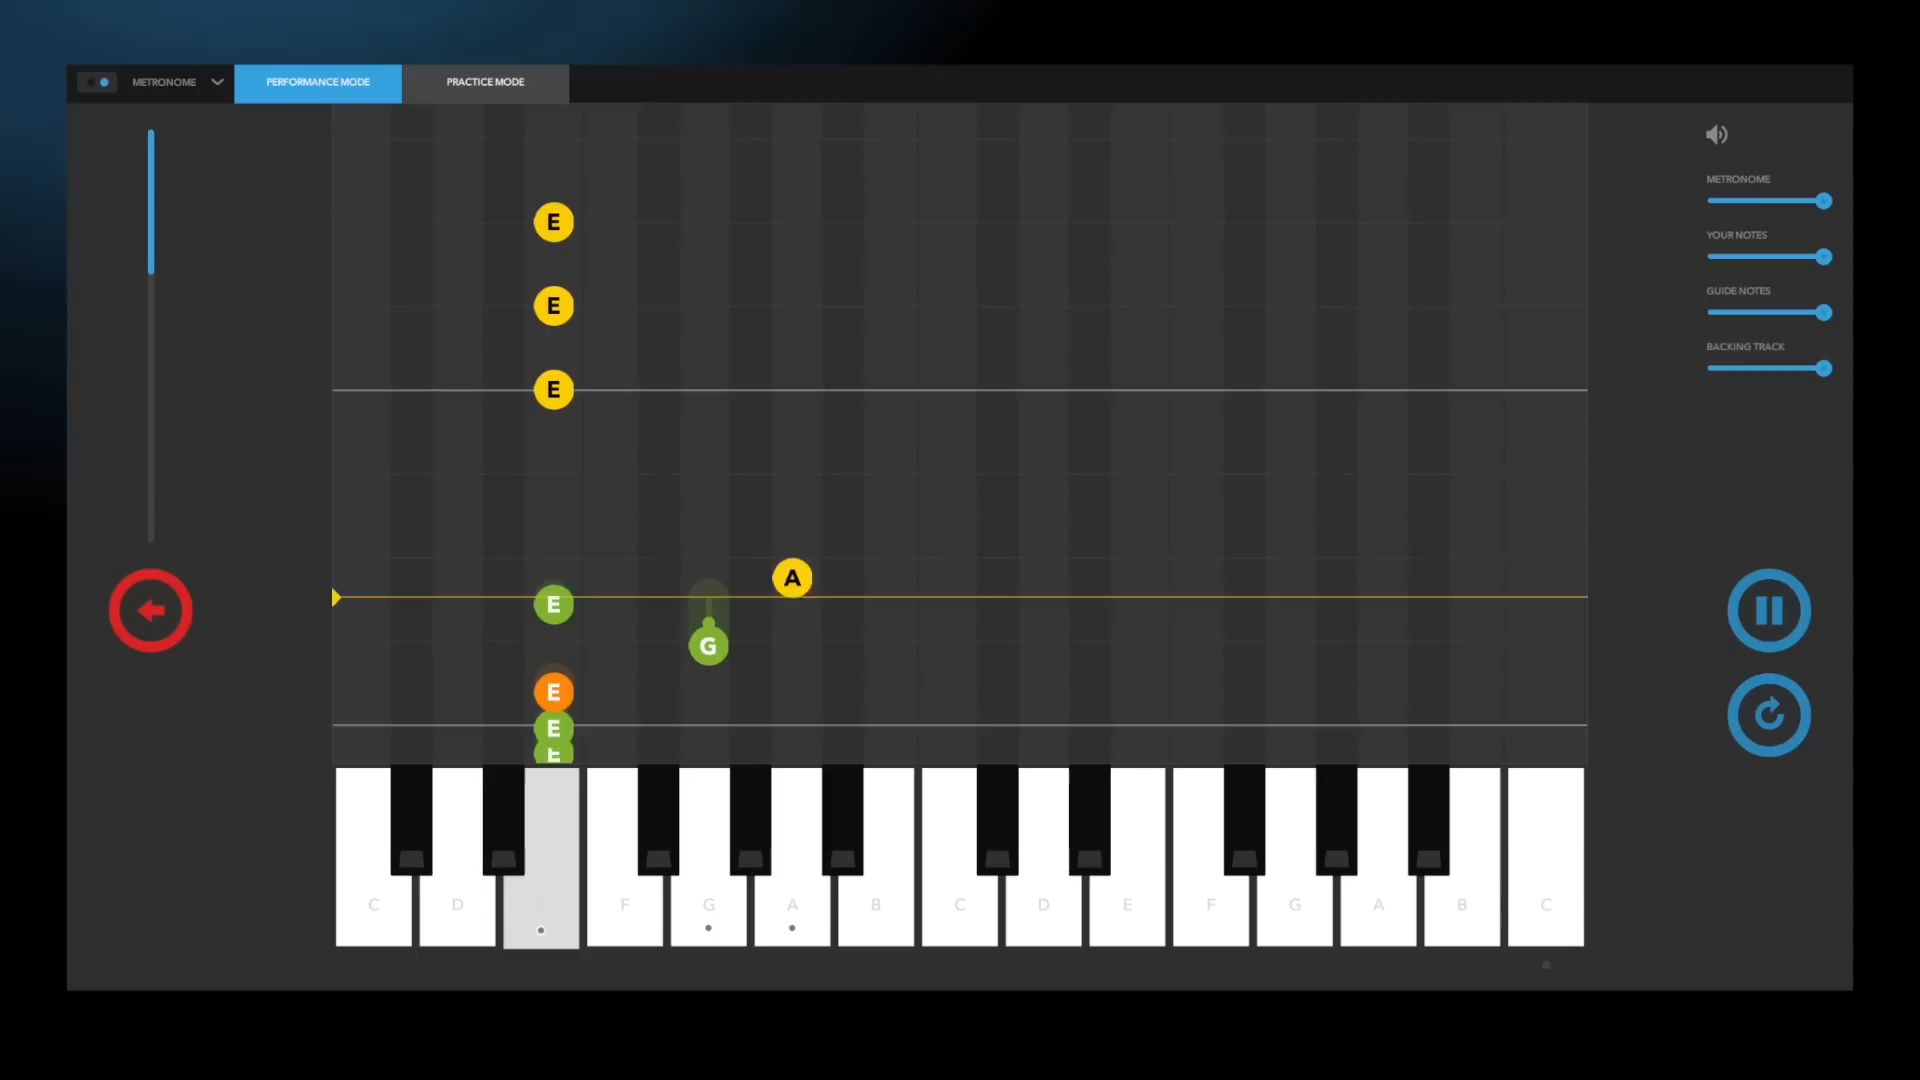 METRONOME
PERFORMANCE MODE
PRACTICE MODE
METRONOME
YOUR NOTES
GUIDE NOTES
BACKING TRACK
E
E
E
A
E
G
E
E
E
C D F G A B C D E F G A B C